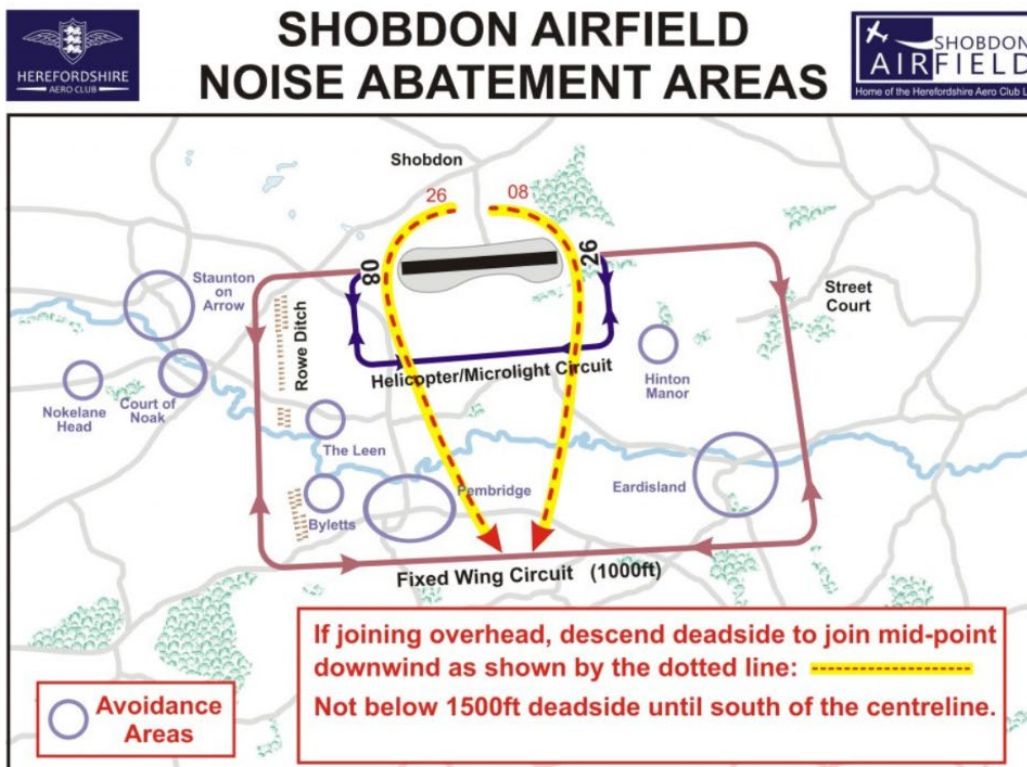 HEREFORDSHIRE
AERO CLUB
SHOBDON AIRFIELD
NOISE ABATEMENT AREAS
SHOBDON
AIRFIELD
Home of the Herefordshire Aero Club L
Shobdon
26
08
08
26
Staunton
on
Arrow
Rowe Ditch
Street
Court
Helicopter/Microlight Circuit
Hinton
Manor
Nokelane
Head
Court of
Noak
The Leen
Byletts
Pembridge
Eardisland
Fixed Wing Circuit (1000ft)
If joining overhead, descend deadside to join mid-point
downwind as shown by the dotted line:
Not below 1500ft deadside until south of the centreline.
Avoidance
Areas